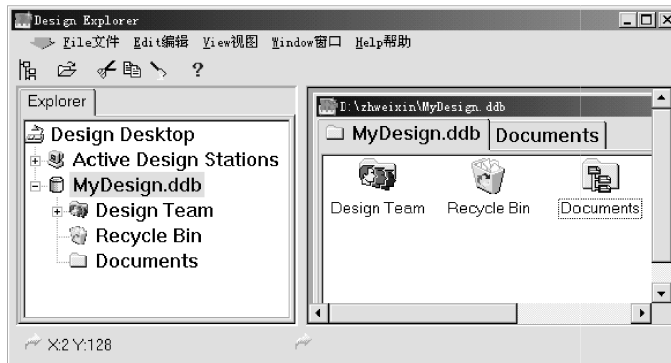 Design Explorer
File文件 Edit编辑 View视图 Window窗口 Help帮助
?
Explorer
Design Desktop
Active Design Stations
MyDesign.ddb
Design Team
Recycle Bin
Documents
D:\zhweixin\MyDesign.ddb
MyDesign.ddb Documents
Design Team Recycle Bin Documents
X:2 Y:128